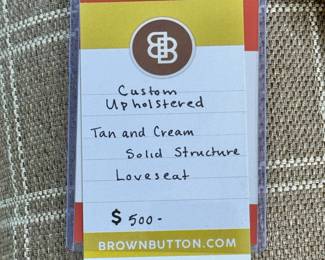 BB
Custom
Upholstered
Tan and Cream
Solid Structure
Loveseat
$ 500-
BROWNBUTTON.COM